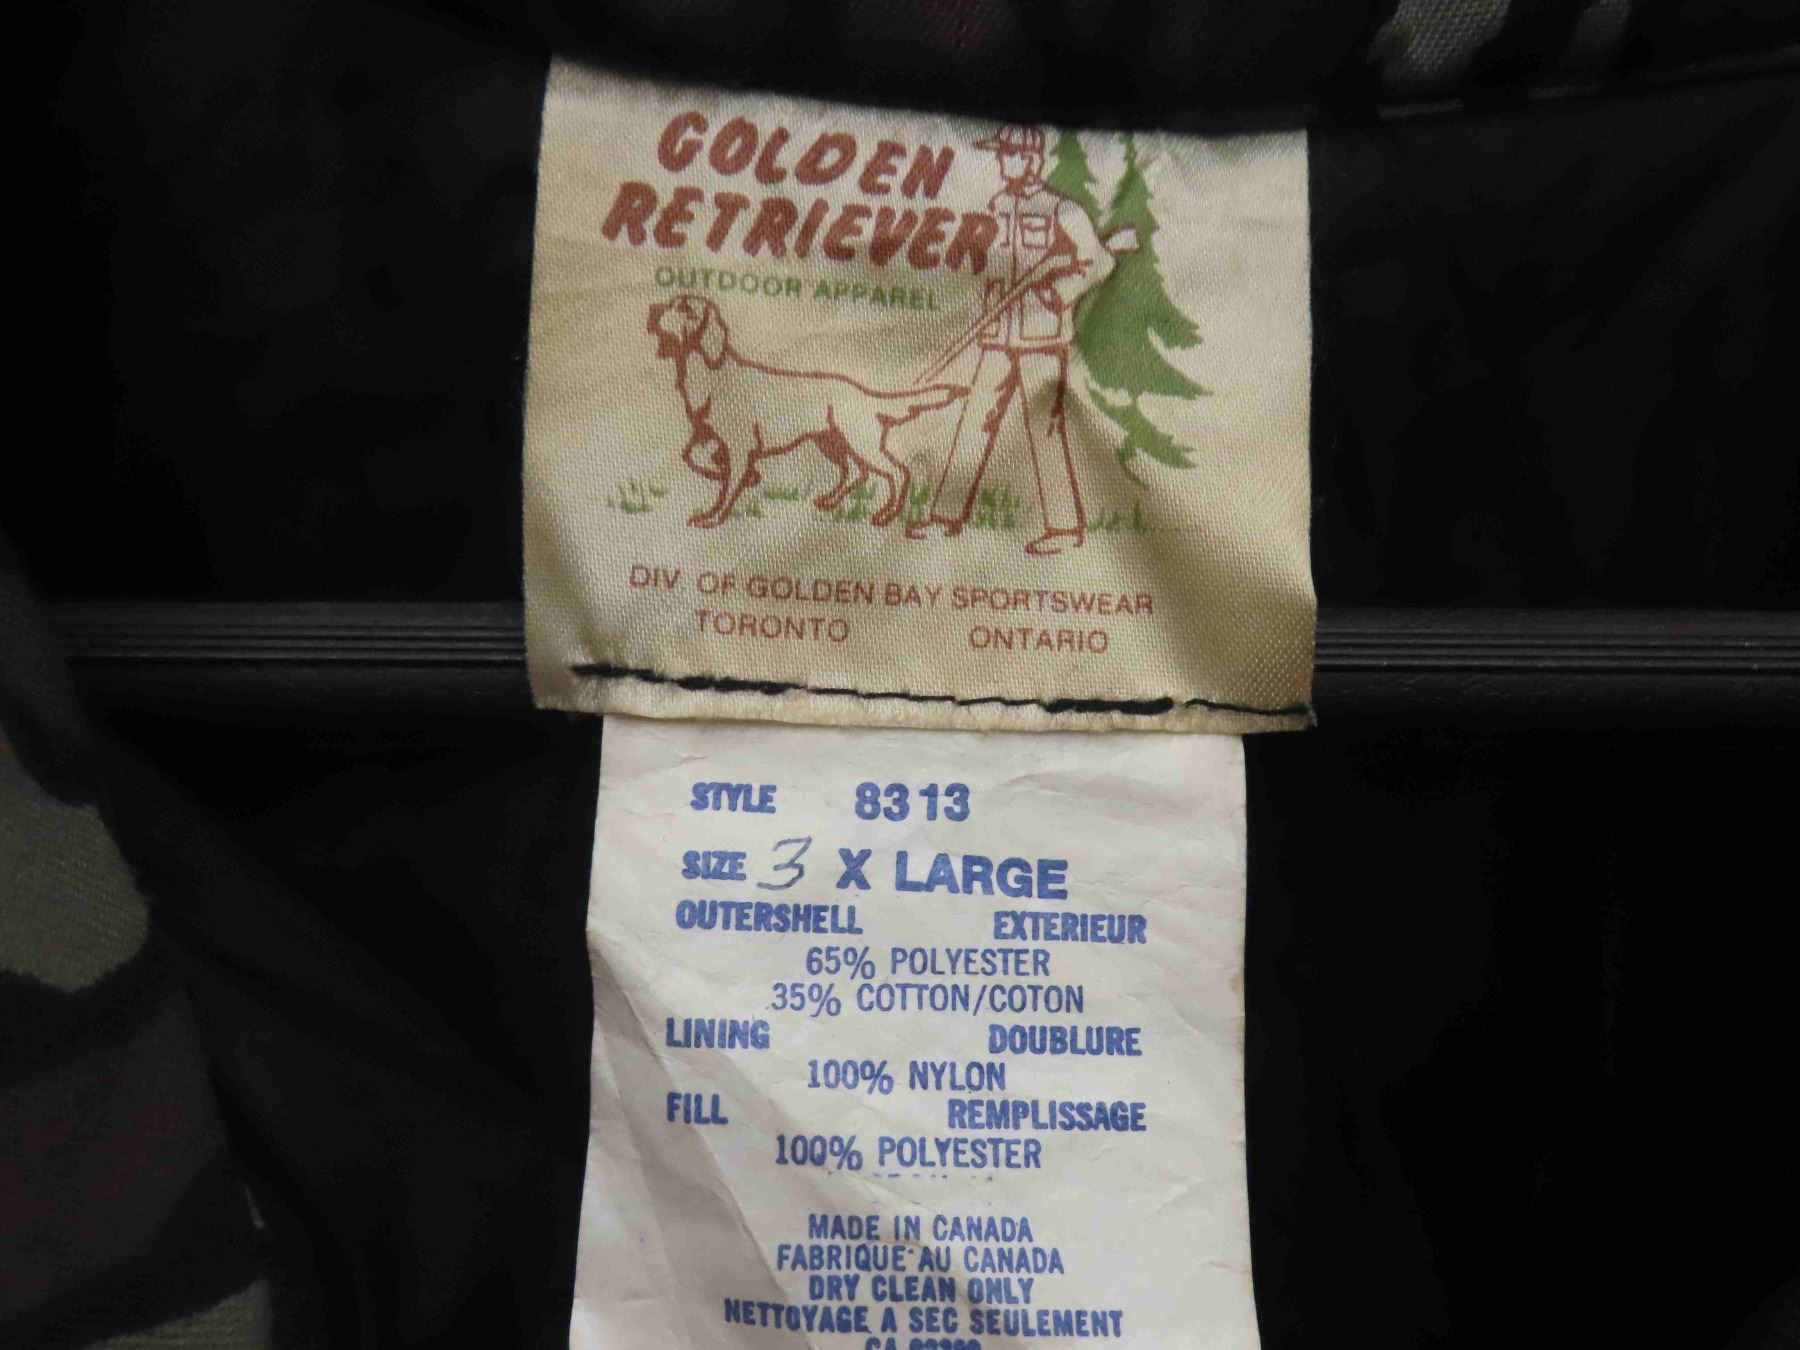 GOLDEN
RETRIEVER
OUTDOOR APPAREL
DIV OF GOLDEN BAY SPORTSWEAR
TORONTO ONTARIO
STYLE 8313
SIZE 3 X LARGE
OUTERSHELL EXTERIEUR
65% POLYESTER
35% COTTON/COTON
LINING DOUBLURE
100% NYLON
FILL REMPLISSAGE
100% POLYESTER
MADE IN CANADA
FABRIQUE AU CANADA
DRY CLEAN ONLY
NETTOYAGE A SEC SEULEMENT
CA